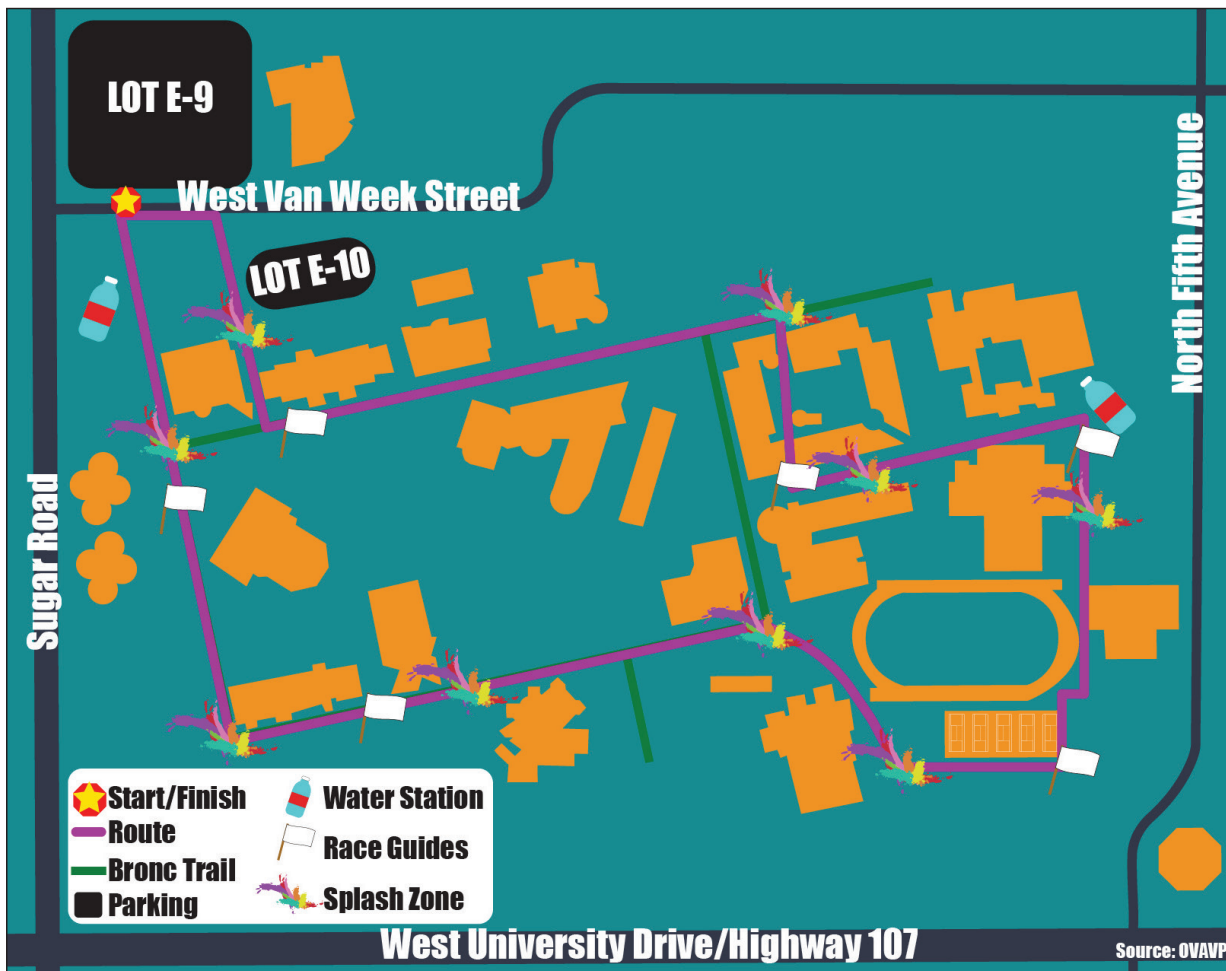 LOT E-9
West Van Week Street
LOT E-10
North Fifth Avenue
Sugar Road
Start/Finish
Route
Bronc Trail
Parking
Water Station
Race Guides
Splash Zone
West University Drive/Highway 107
Source: OVAVP